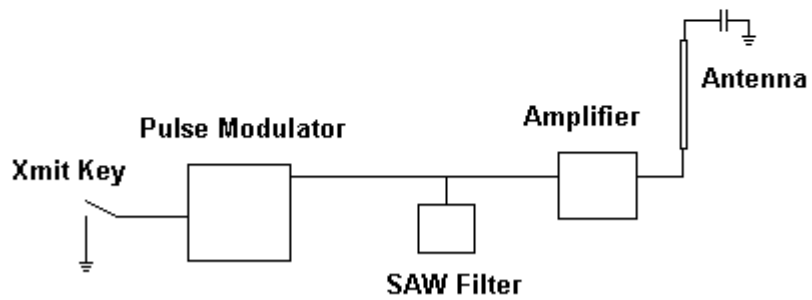 Antenna
Amplifier
Pulse Modulator
Xmit Key
SAW Filter